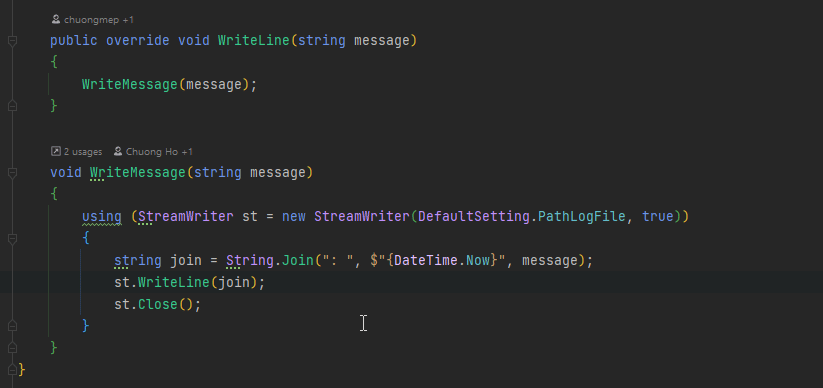 chuongmep +1
public override void WriteLine(string message)
{
WriteMessage(message);
}
2 usages Chuong Ho +1
void WriteMessage(string message)
{
using (StreamWriter st = new StreamWriter(DefaultSetting.PathLogFile, true))
{
string join = String.Join(": ", $"{DateTime.Now}", message);
st.WriteLine(join);
st.Close();
}
}
}